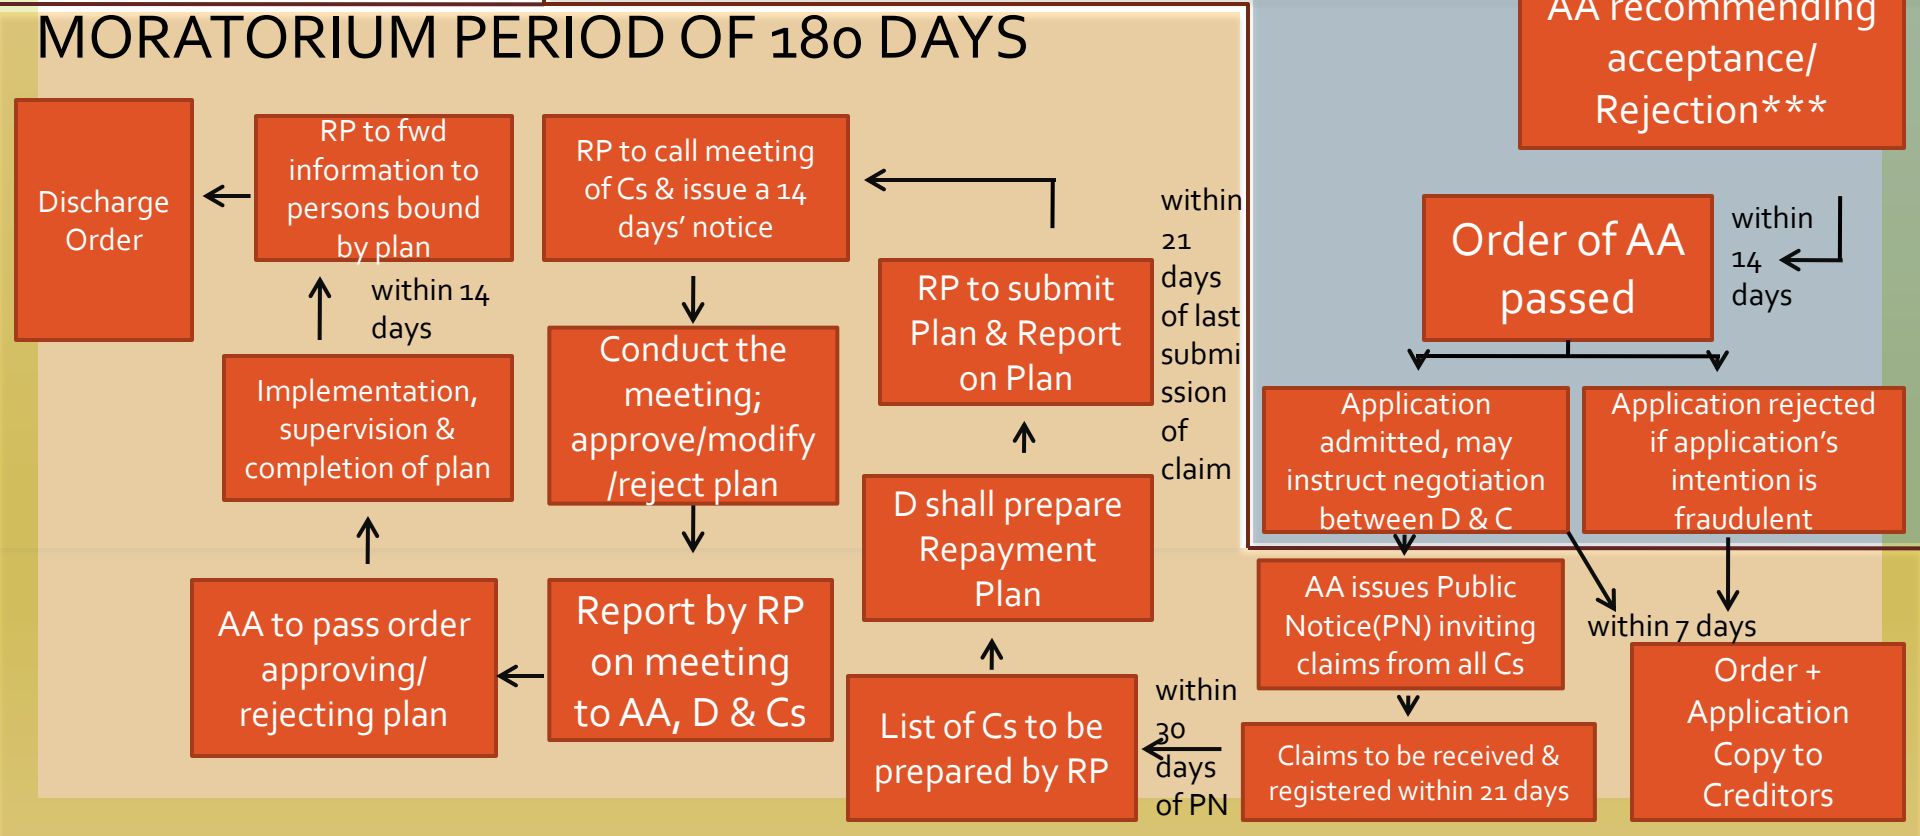 MORATORIUM PERIOD OF 180 DAYS
AA recommending
acceptance/
Rejection***
Order of AA
passed
within
14
days
Application
admitted, may
instruct negotiation
between D & C
Application rejected
if application's
intention is
fraudulent
within 7 days
Order +
Application
Copy to
Creditors
AA issues Public
Notice(PN) inviting
claims from all Cs
Claims to be received &
registered within 21 days
within
30
days
of PN
List of Cs to be
prepared by RP
D shall prepare
Repayment
Plan
RP to submit
Plan & Report
on Plan
within
21
days
of last
submi
ssion
of
claim
RP to call meeting
of Cs & issue a 14
days’ notice
Conduct the
meeting;
approve/modify
/reject plan
Report by RP
on meeting
to AA, D & Cs
AA to pass order
approving/
rejecting plan
Implementation,
supervision &
completion of plan
within 14
days
RP to fwd
information to
persons bound
by plan
Discharge
Order